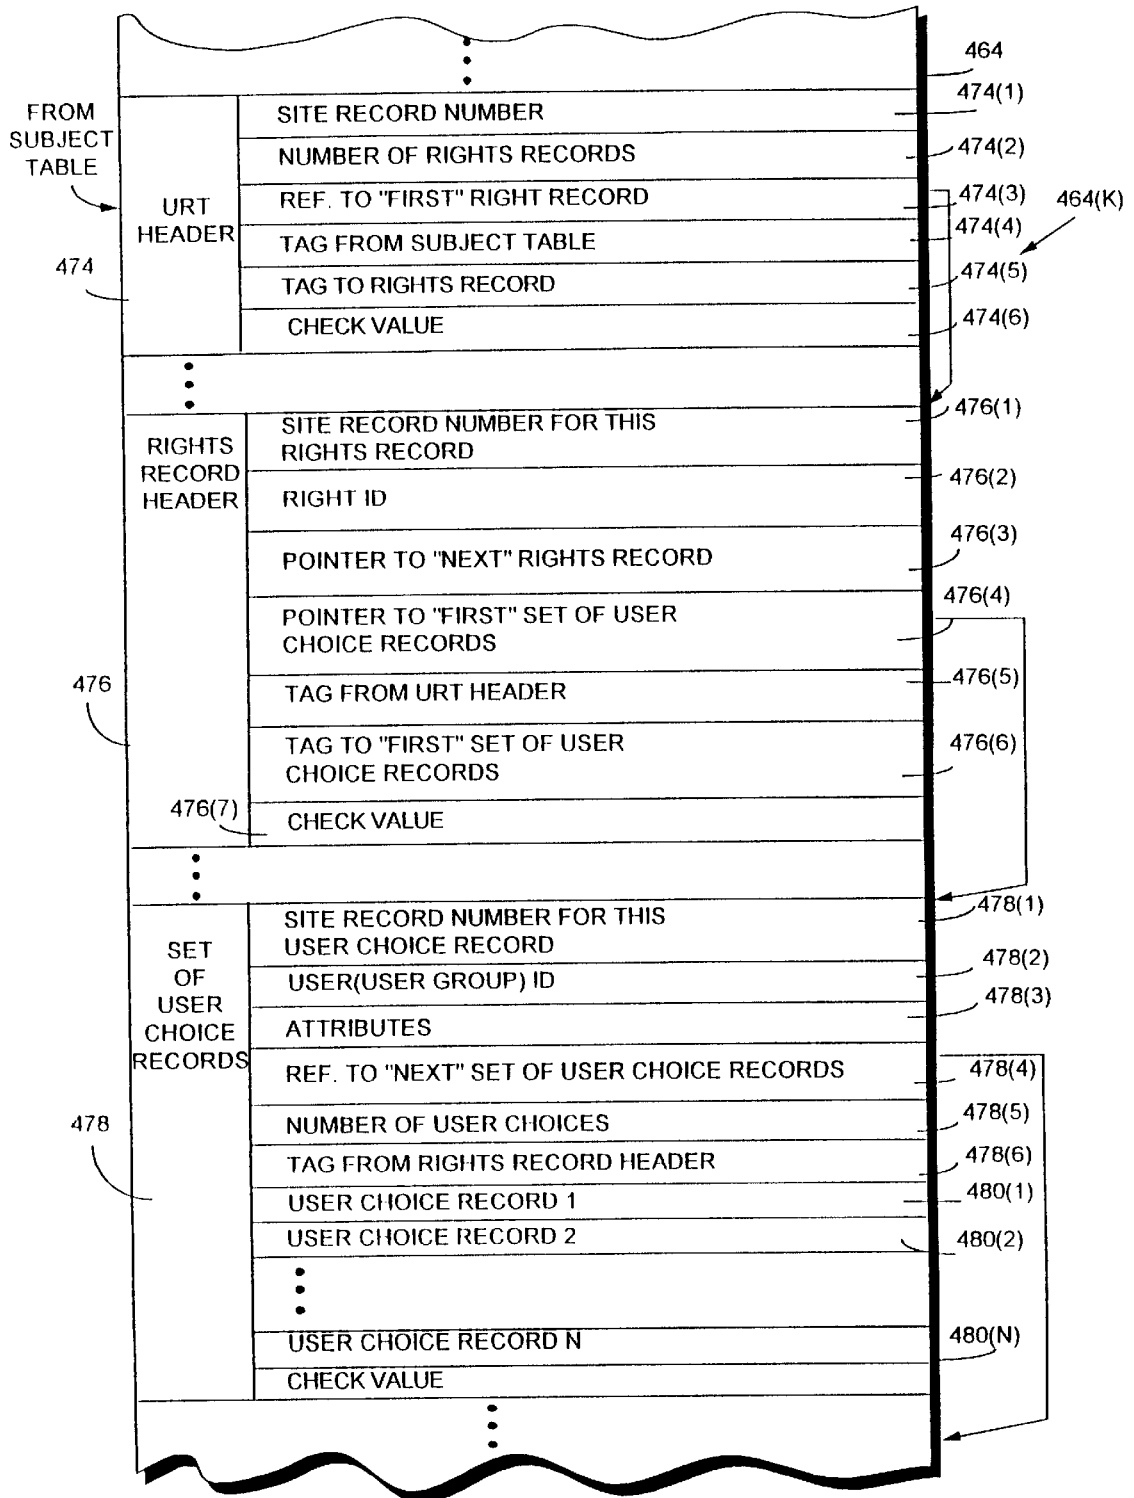 464
FROM
SUBJECT
TABLE
URT
HEADER
474
SITE RECORD NUMBER
474(1)
NUMBER OF RIGHTS RECORDS
474(2)
REF. TO "FIRST" RIGHT RECORD
474(3)
464(K)
TAG FROM SUBJECT TABLE
474(4)
TAG TO RIGHTS RECORD
474(5)
CHECK VALUE
474(6)
RIGHTS
RECORD
HEADER
476
SITE RECORD NUMBER FOR THIS
RIGHTS RECORD
476(1)
RIGHT ID
476(2)
POINTER TO "NEXT" RIGHTS RECORD
476(3)
POINTER TO "FIRST" SET OF USER
CHOICE RECORDS
476(4)
TAG FROM URT HEADER
476(5)
TAG TO "FIRST" SET OF USER
CHOICE RECORDS
476(6)
476(7)
CHECK VALUE
SET
OF
USER
CHOICE
RECORDS
478
SITE RECORD NUMBER FOR THIS
USER CHOICE RECORD
478(1)
USER(USER GROUP) ID
478(2)
ATTRIBUTES
478(3)
REF. TO "NEXT" SET OF USER CHOICE RECORDS
478(4)
NUMBER OF USER CHOICES
478(5)
TAG FROM RIGHTS RECORD HEADER
478(6)
USER CHOICE RECORD 1
480(1)
USER CHOICE RECORD 2
480(2)
USER CHOICE RECORD N
480(N)
CHECK VALUE